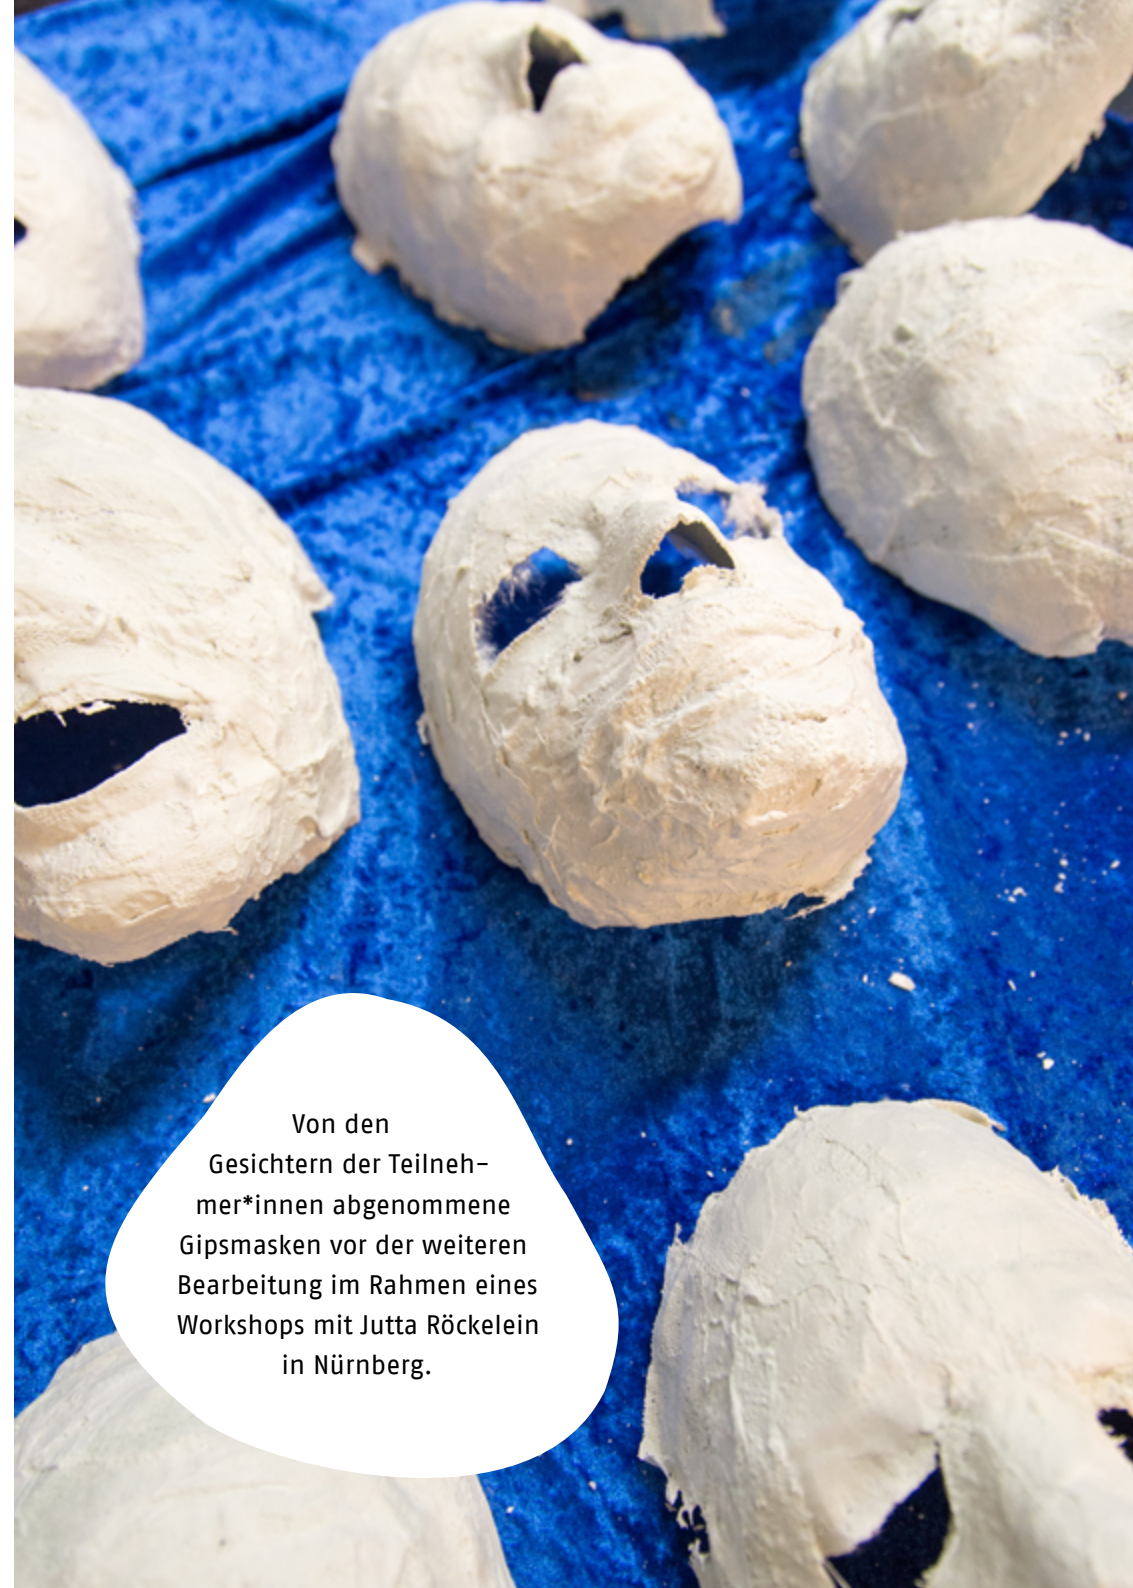 Von den
Gesichtern der Teilneh-
mer*innen abgenommene
Gipsmasken vor der weiteren
Bearbeitung im Rahmen eines
Workshops mit Jutta Röckelein
in Nürnberg.